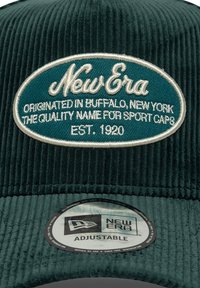 New Era
ORIGINATED IN BUFFALO, NEW YORK
THE QUALITY NAME FOR SPORT CAPS
EST. 1920
NEW ERA
ADJUSTABLE